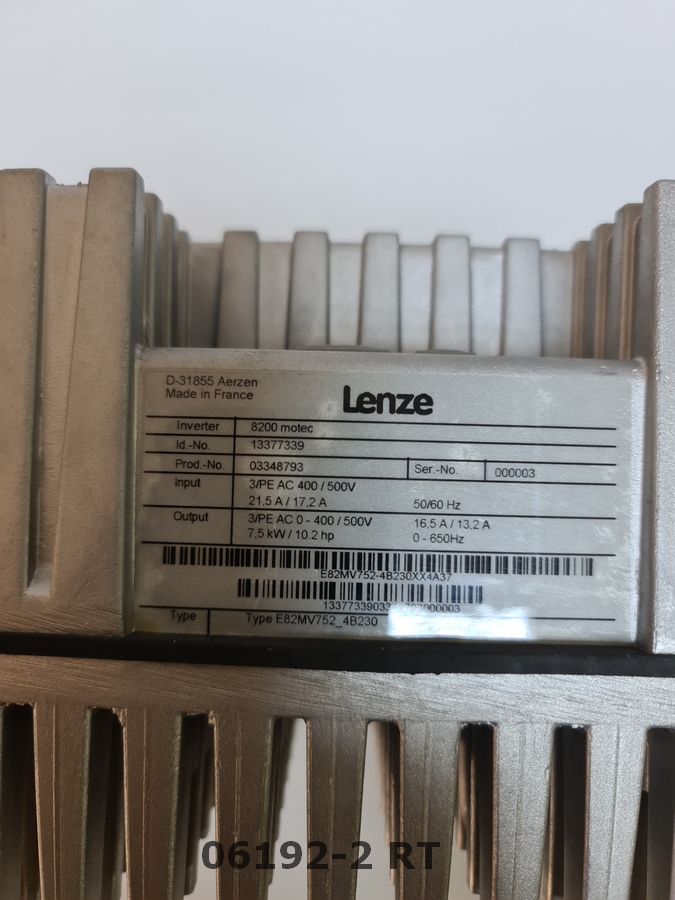 D-31855 Aerzen
Made in France
Lenze
Inverter 8200 motec
Id.-No. 13377339
Prod.-No. 03348793 Ser.-No. 000003
Input 3/PE AC 400 / 500V
21,5 A / 17,2 A 50/60 Hz
Output 3/PE AC 0 - 400 / 500V 16,5 A / 13,2 A
7,5 kW / 10.2 hp 0 - 650Hz
E82MV752-4B230XX4A37
Type Type E82MV752_4B230
06192-2 RT